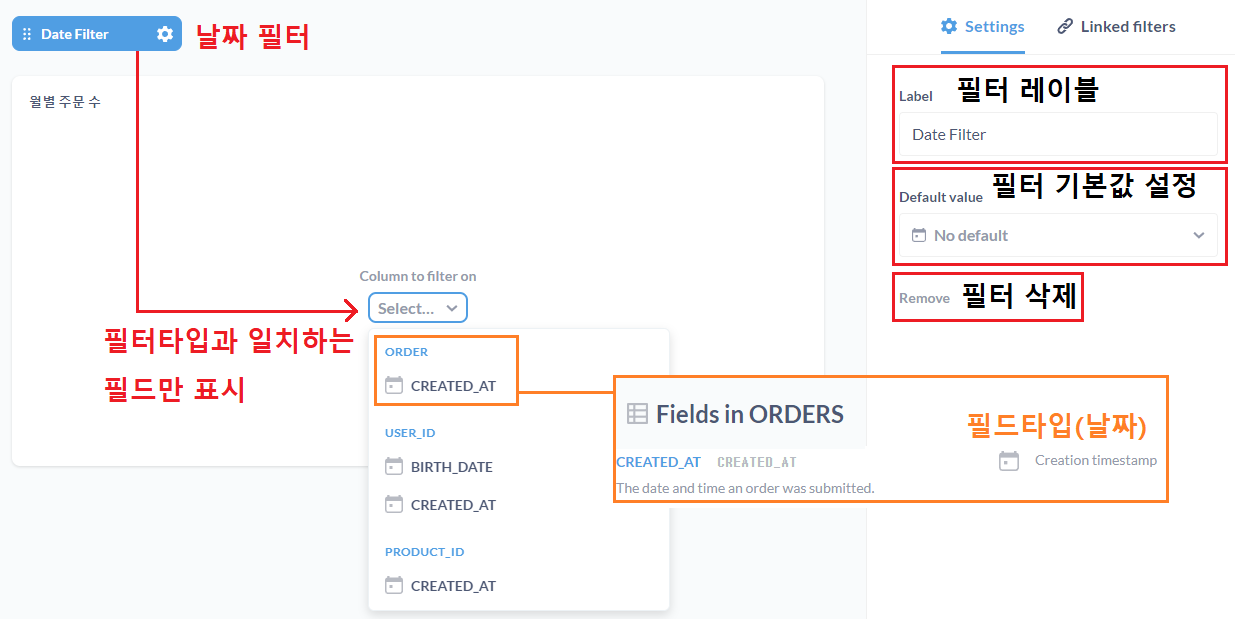 Date Filter
날짜 필터
Settings
Linked filters
월별 주문 수
Label
필터 레이블
Date Filter
Default value
필터 기본값 설정
No default
Remove
필터 삭제
Column to filter on
Select...
필터타입과 일치하는
필드만 표시
ORDER
CREATED_AT
USER_ID
BIRTH_DATE
CREATED_AT
PRODUCT_ID
CREATED_AT
Fields in ORDERS
필드타입(날짜)
CREATED_AT CREATED_AT
Creation timestamp
The date and time an order was submitted.